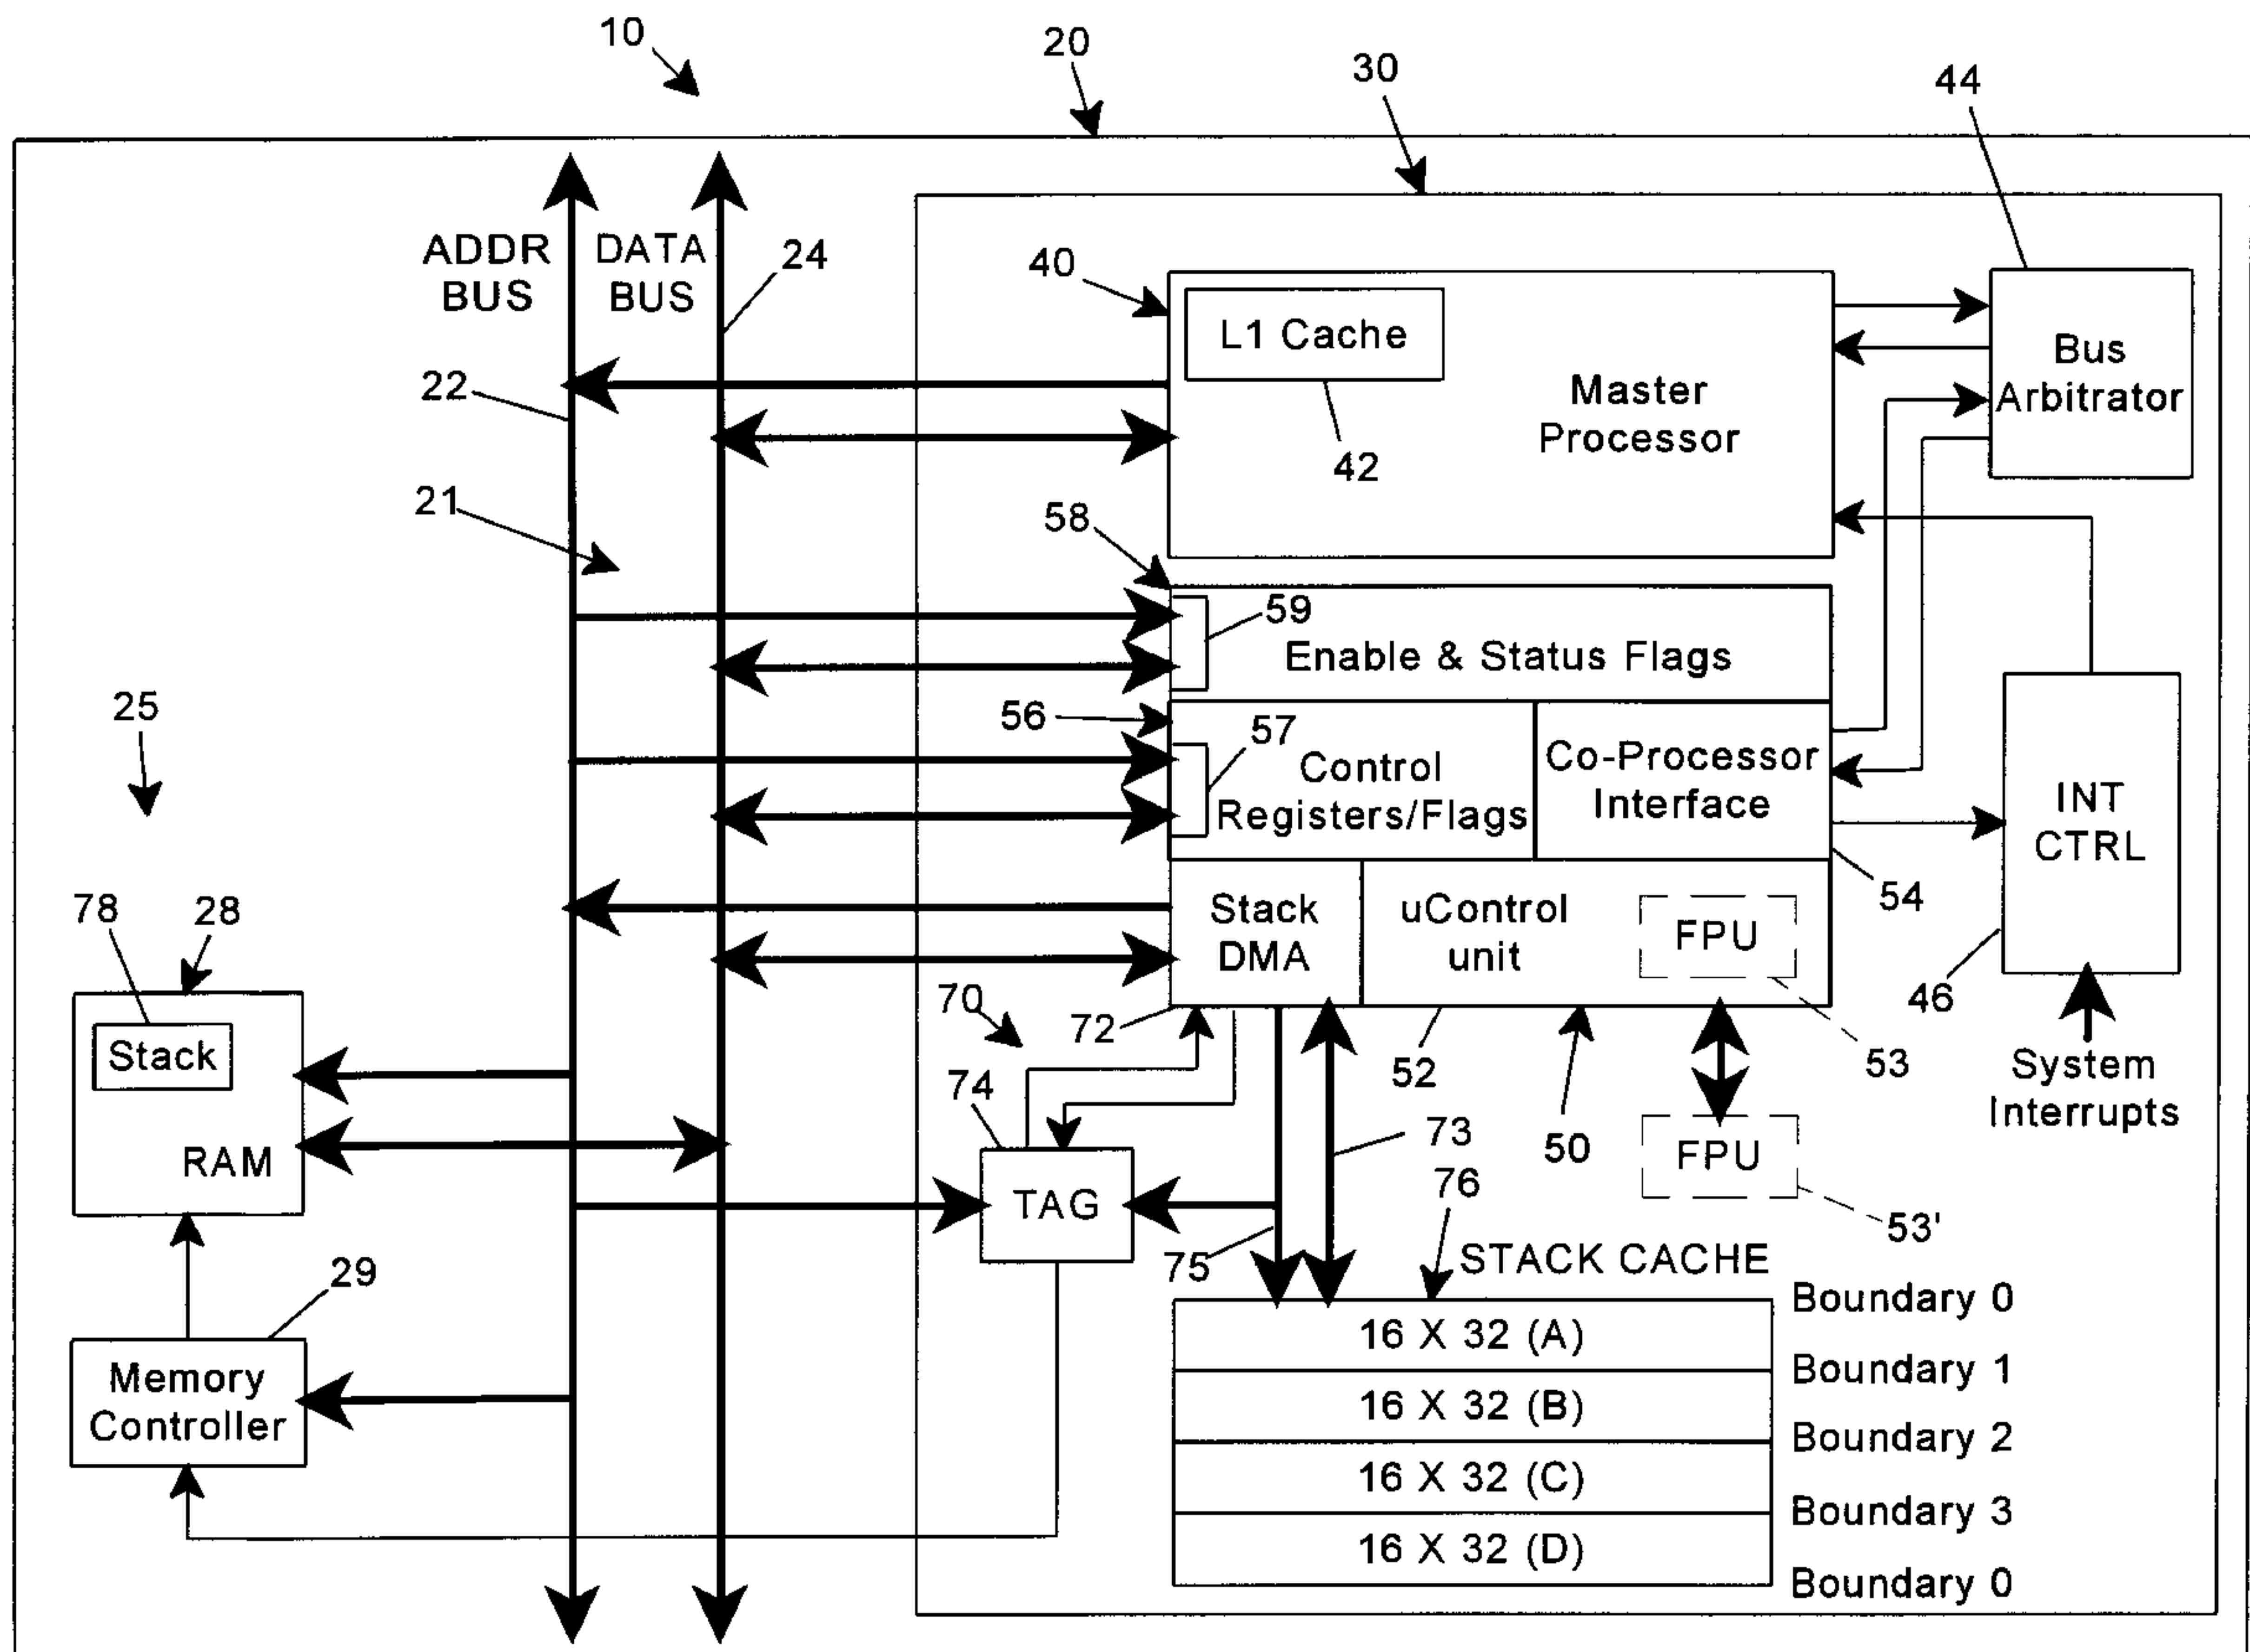 10
20
30
44
ADDR
BUS
DATA
BUS
24
40
L1 Cache
42
Master
Processor
Bus
Arbitrator
22
21
58
59
Enable & Status Flags
56
57
Control
Registers/Flags
Co-Processor
Interface
54
INT
CTRL
46
System
Interrupts
25
78
28
Stack
RAM
Stack
DMA
uControl
unit
FPU
53
70
72
52
50
FPU
53'
74
TAG
73
75
76
STACK CACHE
29
Memory
Controller
Boundary 0
16 X 32 (A)
Boundary 1
16 X 32 (B)
Boundary 2
16 X 32 (C)
Boundary 3
16 X 32 (D)
Boundary 0